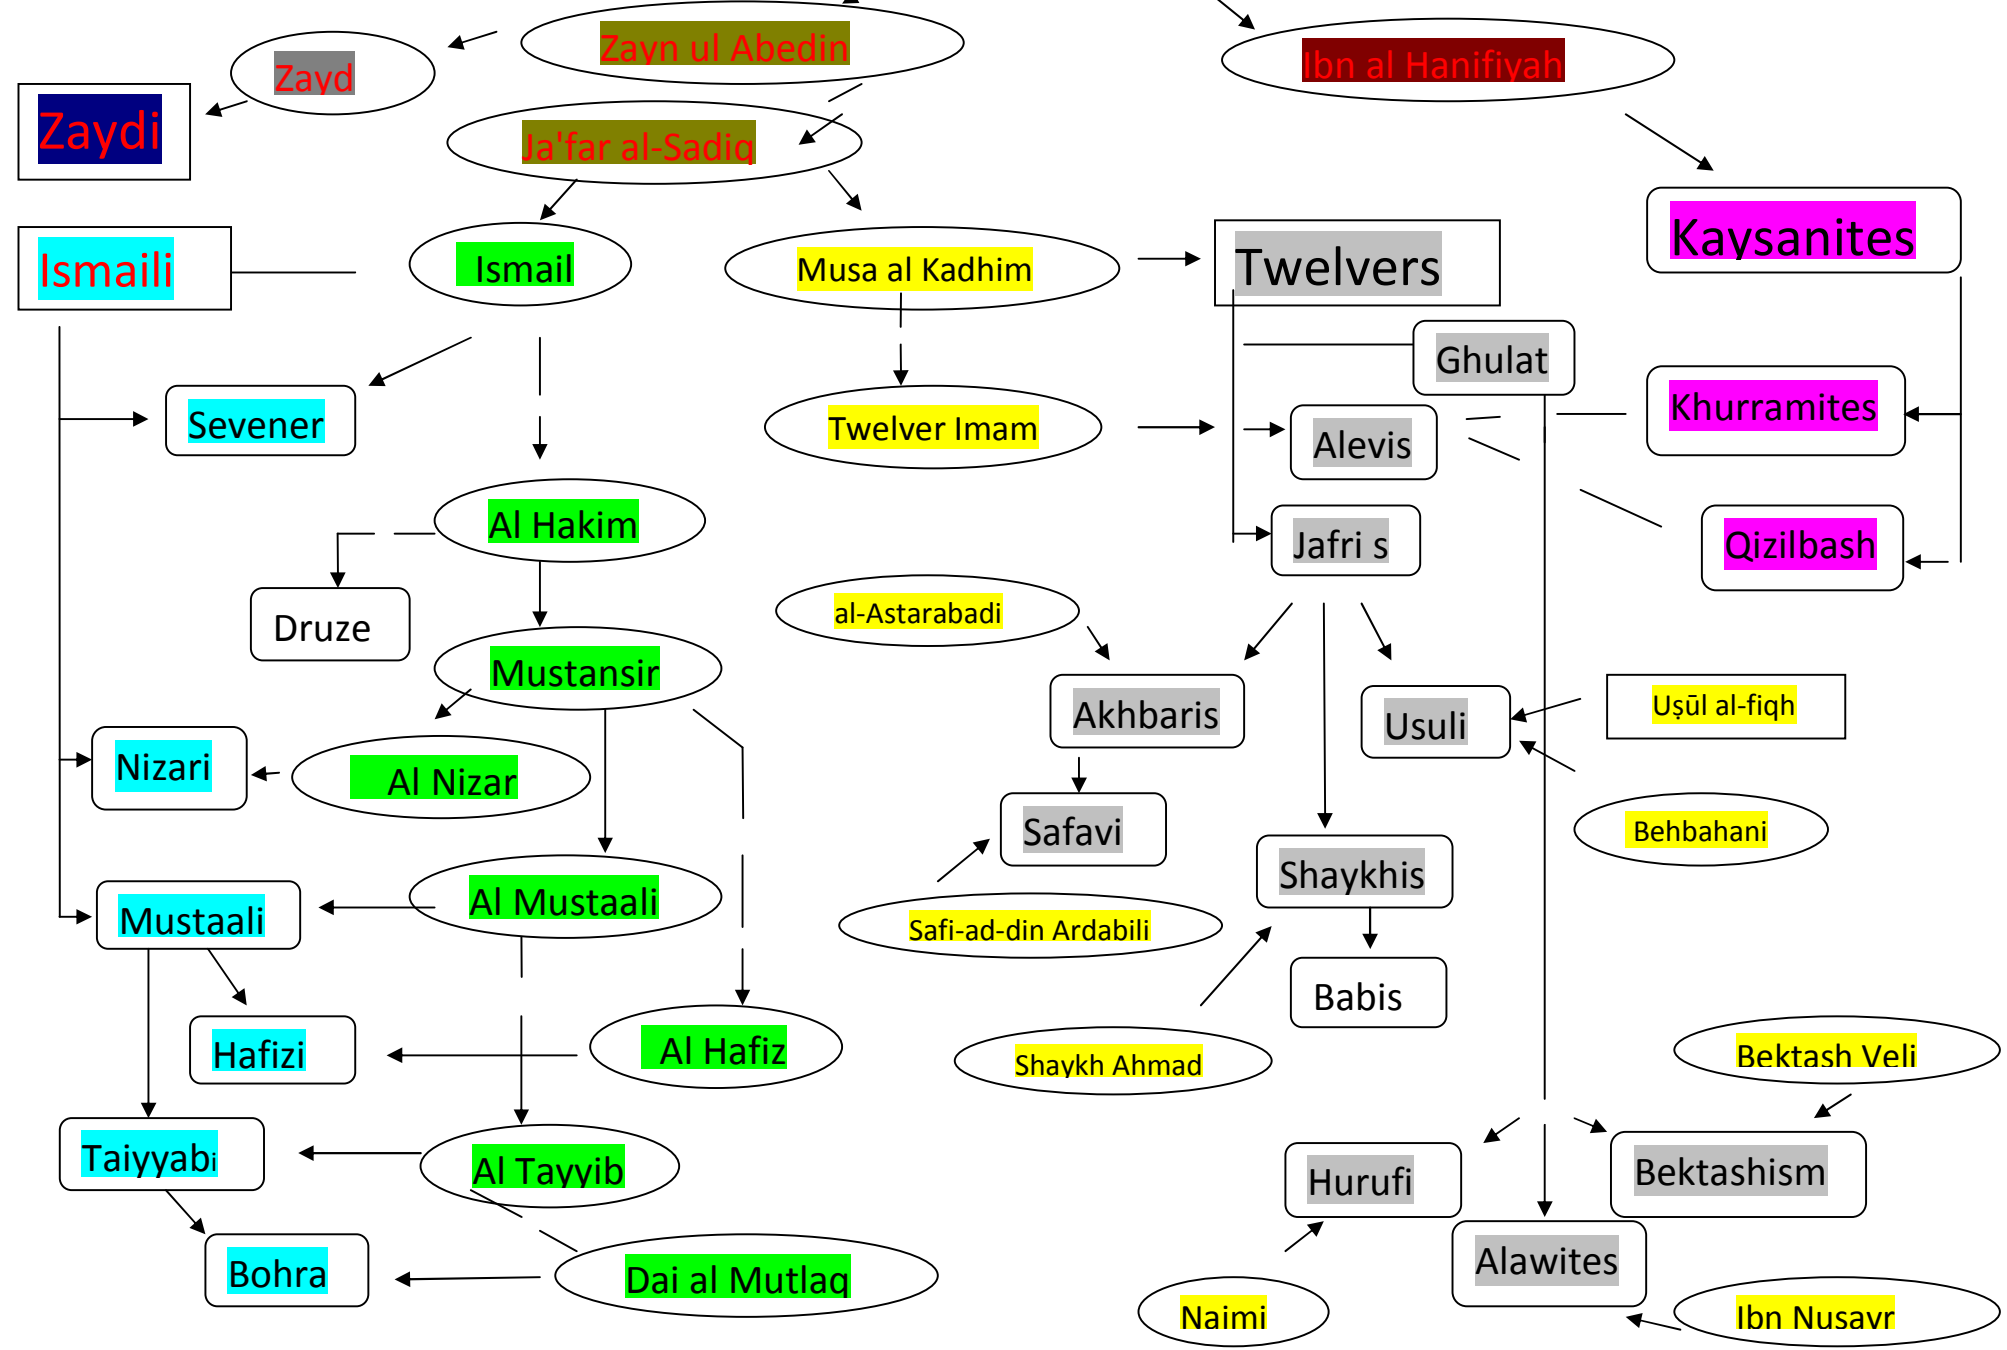 Zayn ul Abedin
Ibn al Hanifiyah
Zayd
Zaydi
Ja'far al-Sadiq
Kaysanites
Ismaili
Ismail
Musa al Kadhim
Twelvers
Ghulat
Khurramites
Sevener
Twelver Imam
Alevis
Al Hakim
Jafri s
Qizilbash
Druze
al-Astarabadi
Mustansir
Akhbaris
Usuli
Uṣūl al-fiqh
Nizari
Al Nizar
Safavi
Behbahani
Shaykhis
Mustaali
Al Mustaali
Safi-ad-din Ardabili
Babis
Hafizi
Al Hafiz
Shaykh Ahmad
Bektash Veli
Taiyyabi
Al Tayyib
Hurufi
Bektashism
Bohra
Dai al Mutlaq
Alawites
Naimi
Ibn Nusayr